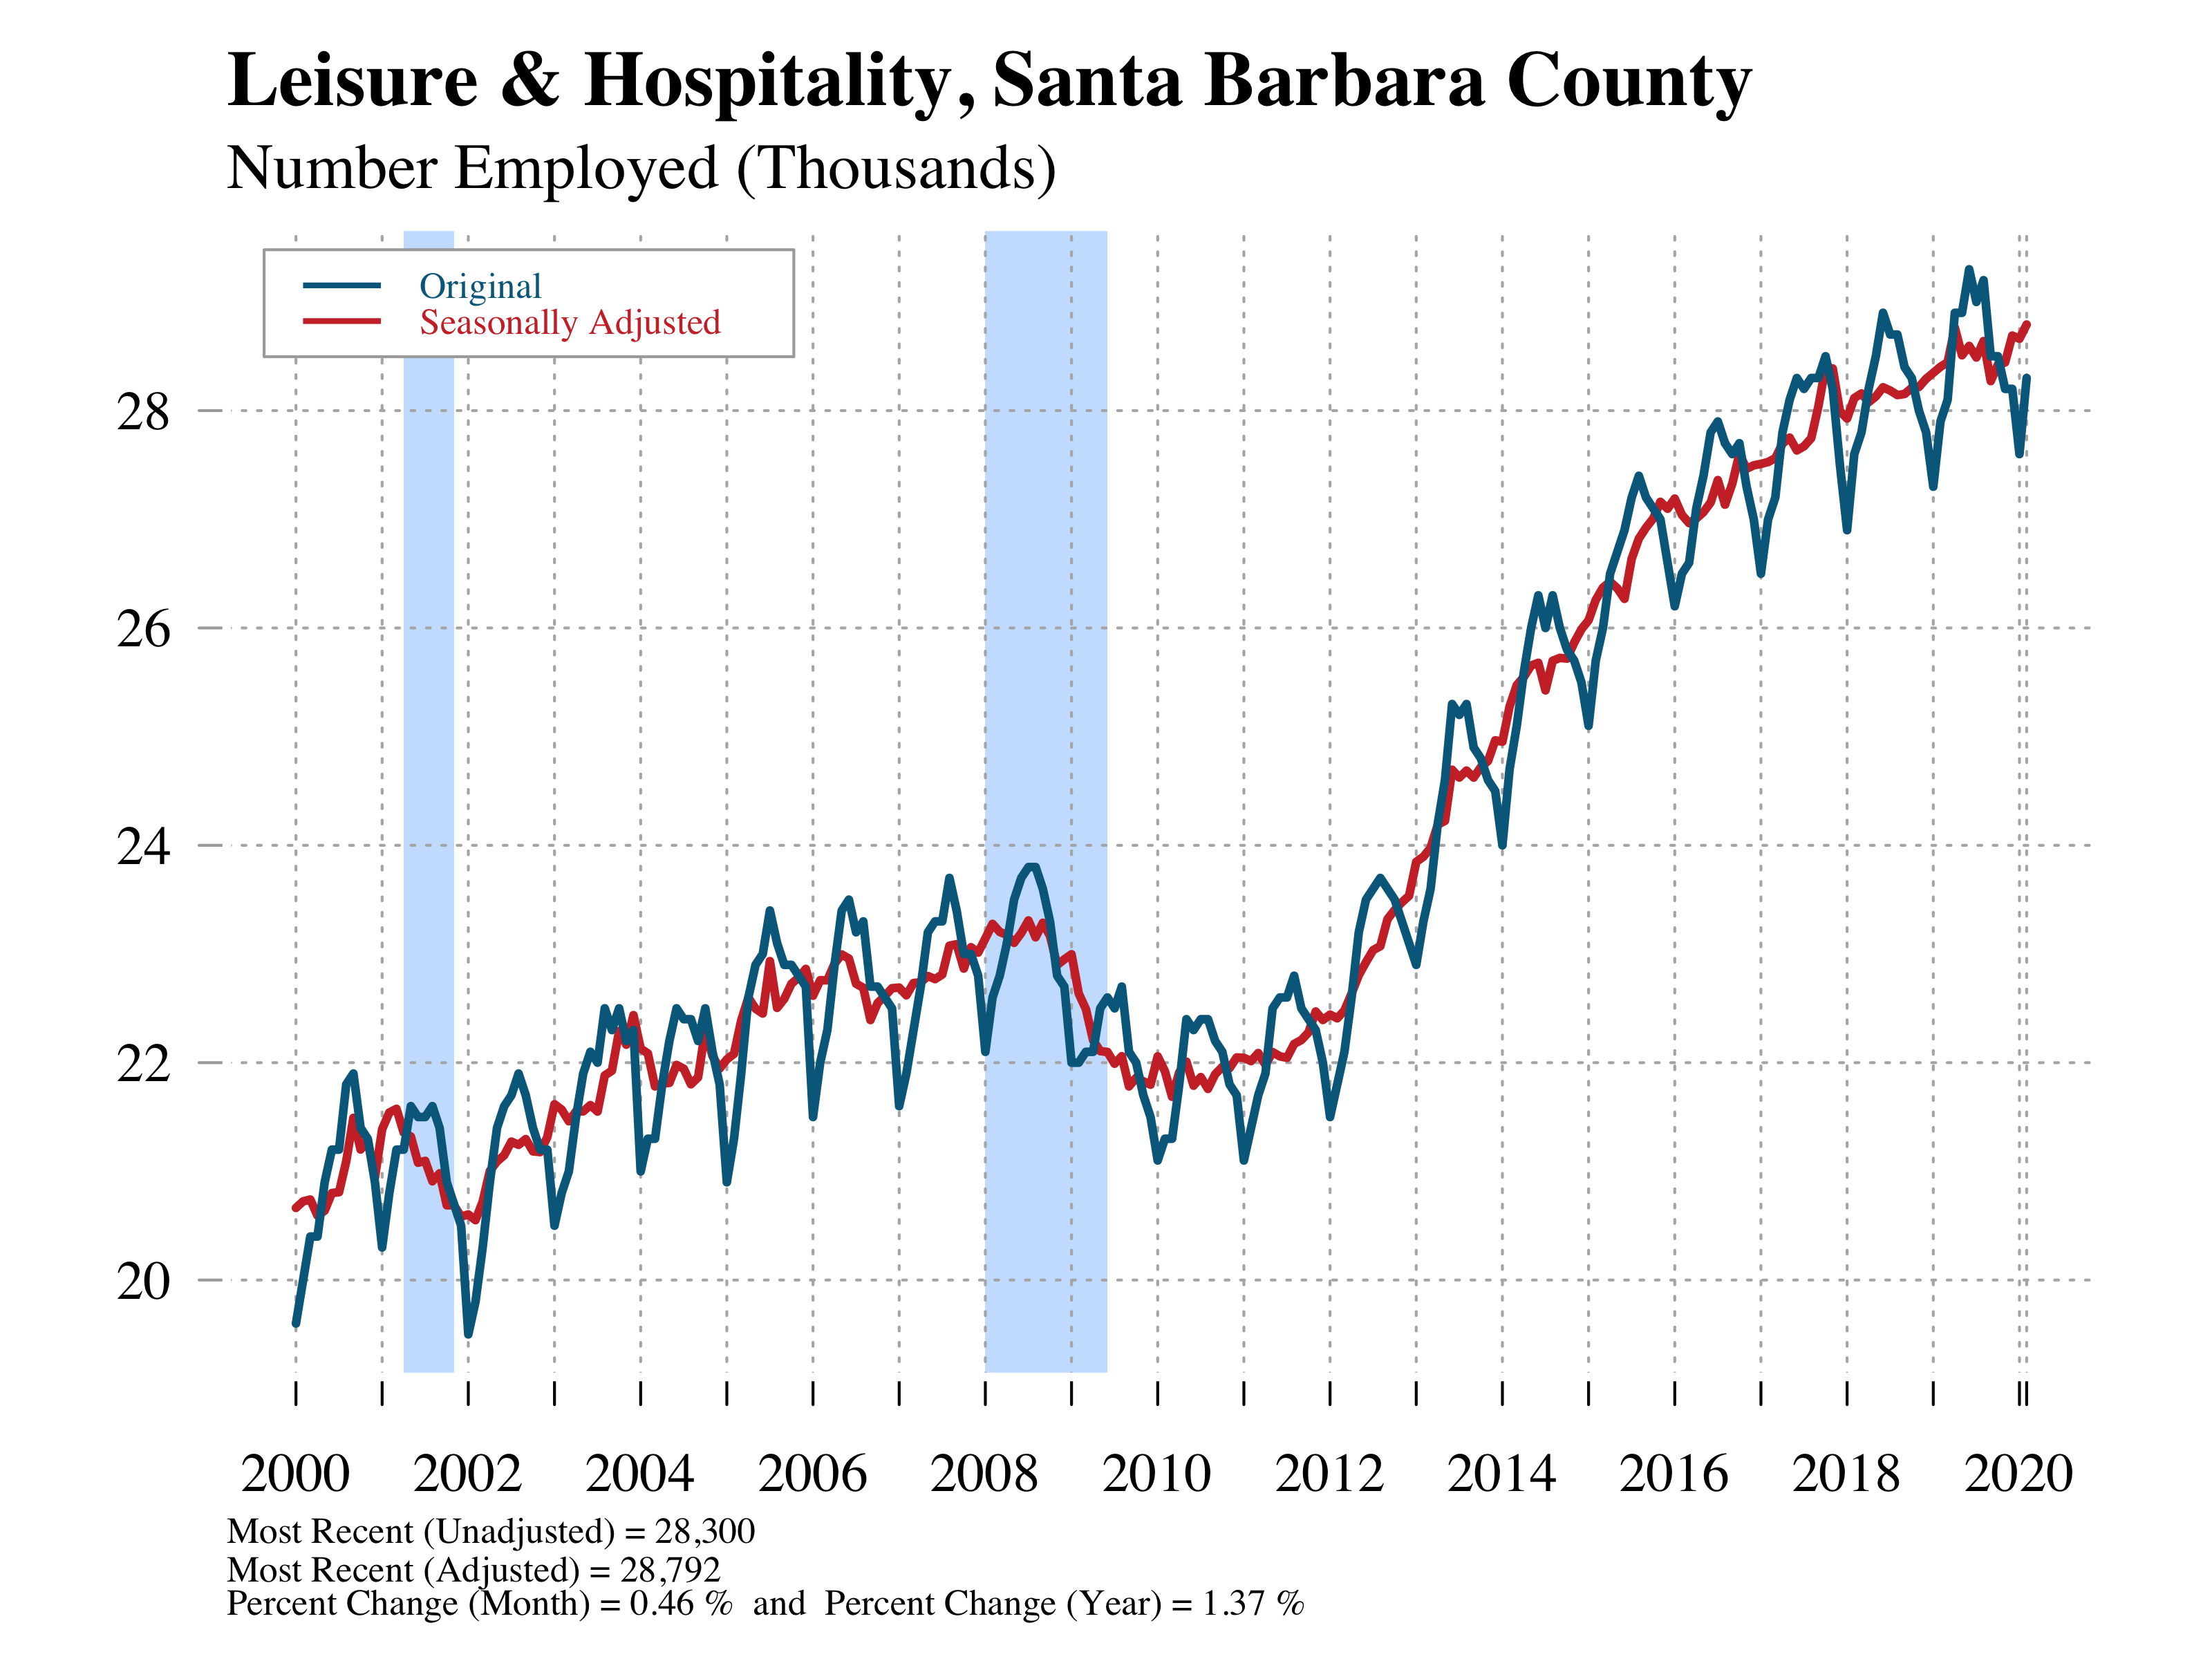 Leisure & Hospitality, Santa Barbara County
Number Employed (Thousands)
Original
Seasonally Adjusted
28
26
24
22
20
2000 2002 2004 2006 2008 2010 2012 2014 2016 2018 2020
Most Recent (Unadjusted) = 28,300
Most Recent (Adjusted) = 28,792
Percent Change (Month) = 0.46 % and Percent Change (Year) = 1.37 %